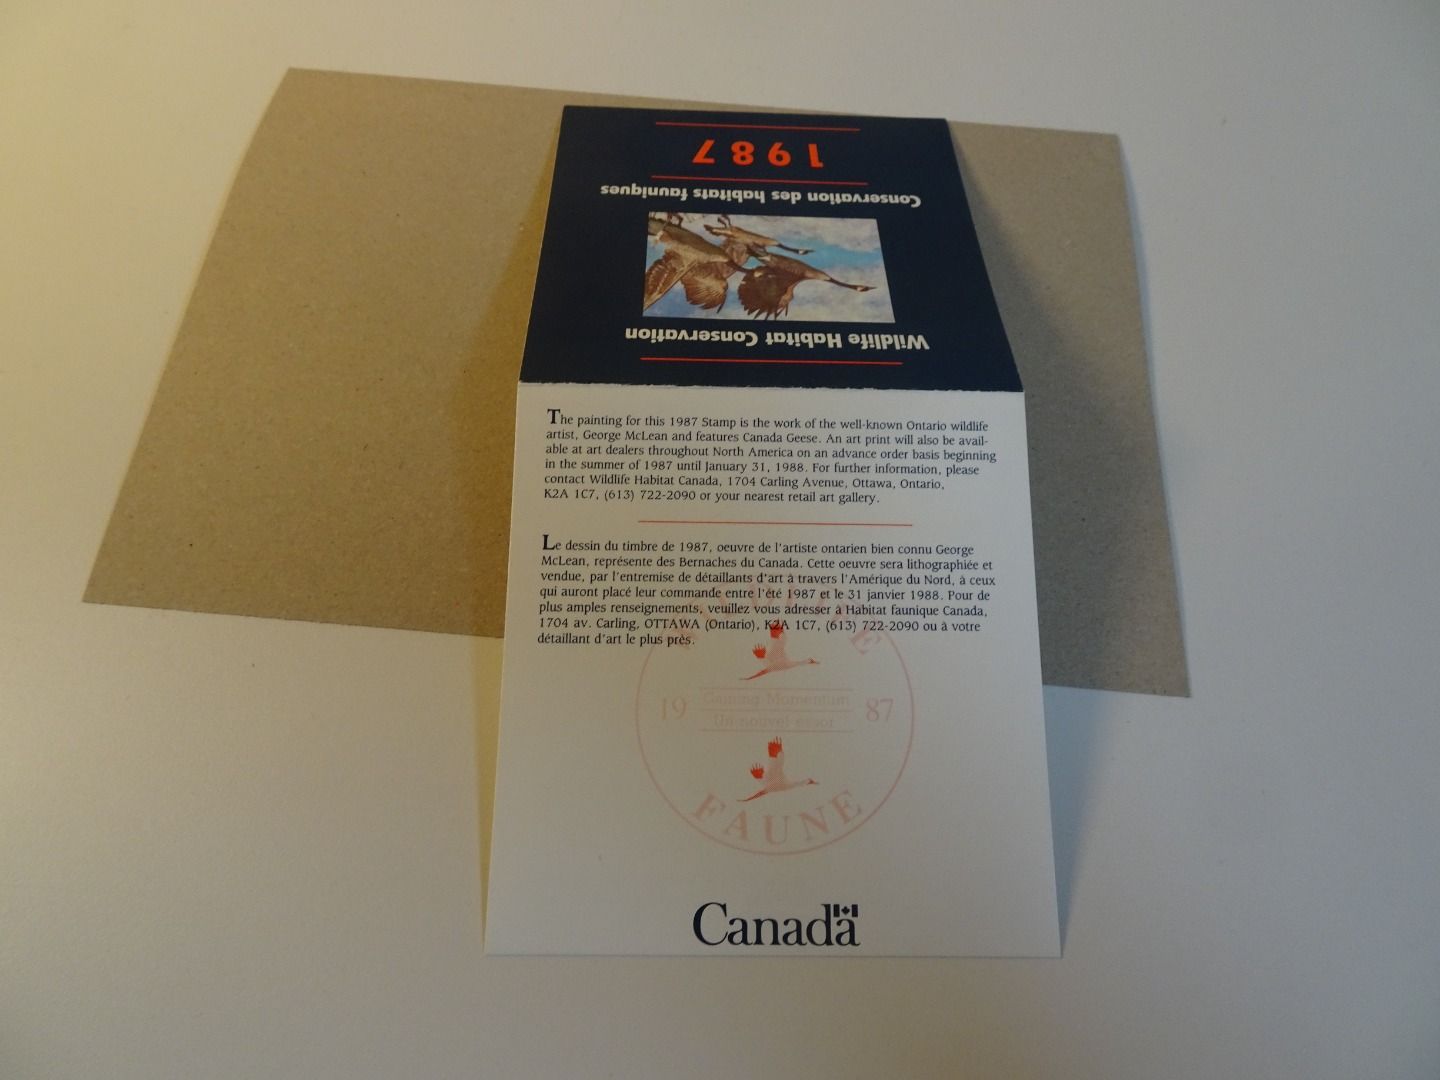 1987
Conservation des habitats fauniques
Wildlife Habitat Conservation
The painting for this 1987 Stamp is the work of the well-known Ontario wildlife
artist, George McLean and features Canada Geese. An art print will also be avail-
able at art dealers throughout North America on an advance order basis beginning
in the summer of 1987 until January 31, 1988. For further information, please
contact Wildlife Habitat Canada, 1704 Carling Avenue, Ottawa, Ontario,
K2A 1C7, (613) 722-2090 or your nearest retail art gallery.
Le dessin du timbre de 1987, oeuvre de l'artiste ontarien bien connu George
McLean, représente des Bernaches du Canada. Cette oeuvre sera lithographiée et
vendue, par l'entremise de détaillants d'art à travers l'Amérique du Nord, à ceux
qui auront placé leur commande entre l'été 1987 et le 31 janvier 1988. Pour de
plus amples renseignements, veuillez vous adresser à Habitat faunique Canada,
1704 av. Carling, OTTAWA (Ontario), K2A 1C7, (613) 722-2090 ou à votre
détaillant d'art le plus près.
19 87
Gaining Momentum
Un nouvel essor
FAUNE
Canada